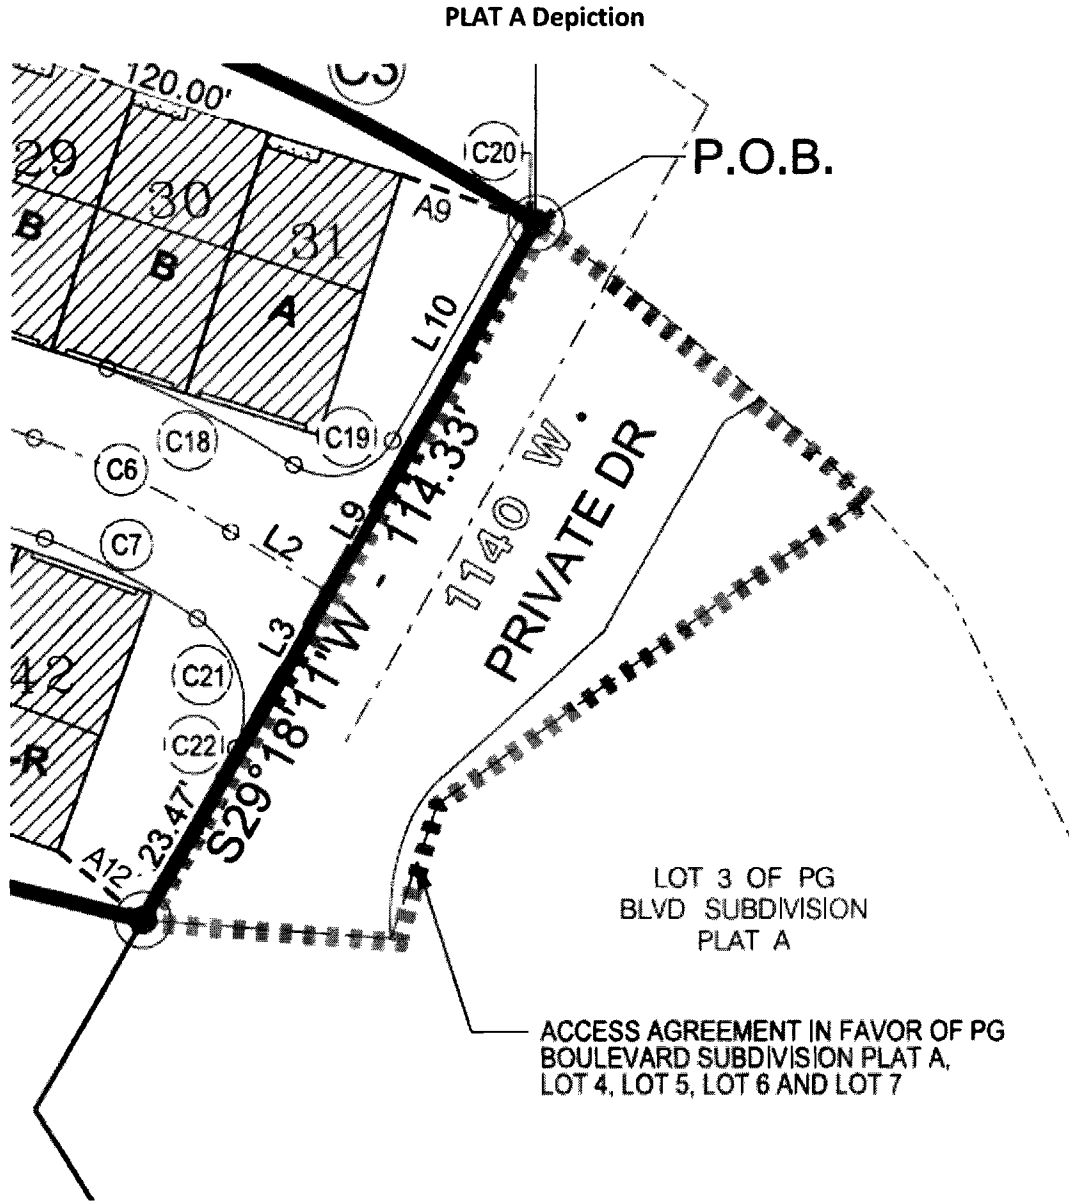 PLAT A Depiction
C3
120.00'
C20
P.O.B.
29
30
A9
31
B
B
A
L10
C18
C19
1140 W.
PRIVATE DR
C6
L9
L2
C7
L3
S29°18'11"W - 114.33'
42
C21
C22
-R
23.47'
A12
LOT 3 OF PG
BLVD SUBDIVISION
PLAT A
ACCESS AGREEMENT IN FAVOR OF PG
BOULEVARD SUBDIVISION PLAT A,
LOT 4, LOT 5, LOT 6 AND LOT 7